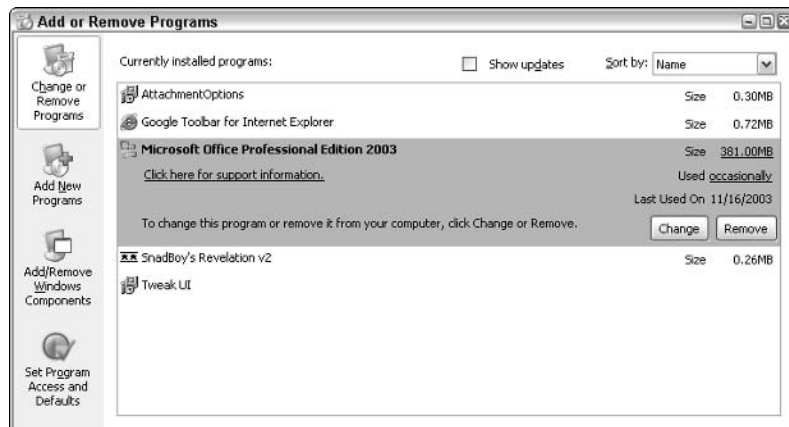 Add or Remove Programs
Change or
Remove
Programs
Add New
Programs
Add/Remove
Windows
Components
Set Program
Access and
Defaults
Currently installed programs:
Show updates
Sort by: Name
AttachmentOptions Size 0.30MB
Google Toolbar for Internet Explorer Size 0.72MB
Microsoft Office Professional Edition 2003 Size 381.00MB
Click here for support information. Used occasionally
Last Used On 11/16/2003
To change this program or remove it from your computer, click Change or Remove. Change Remove
SnadBoy's Revelation v2 Size 0.26MB
Tweak UI